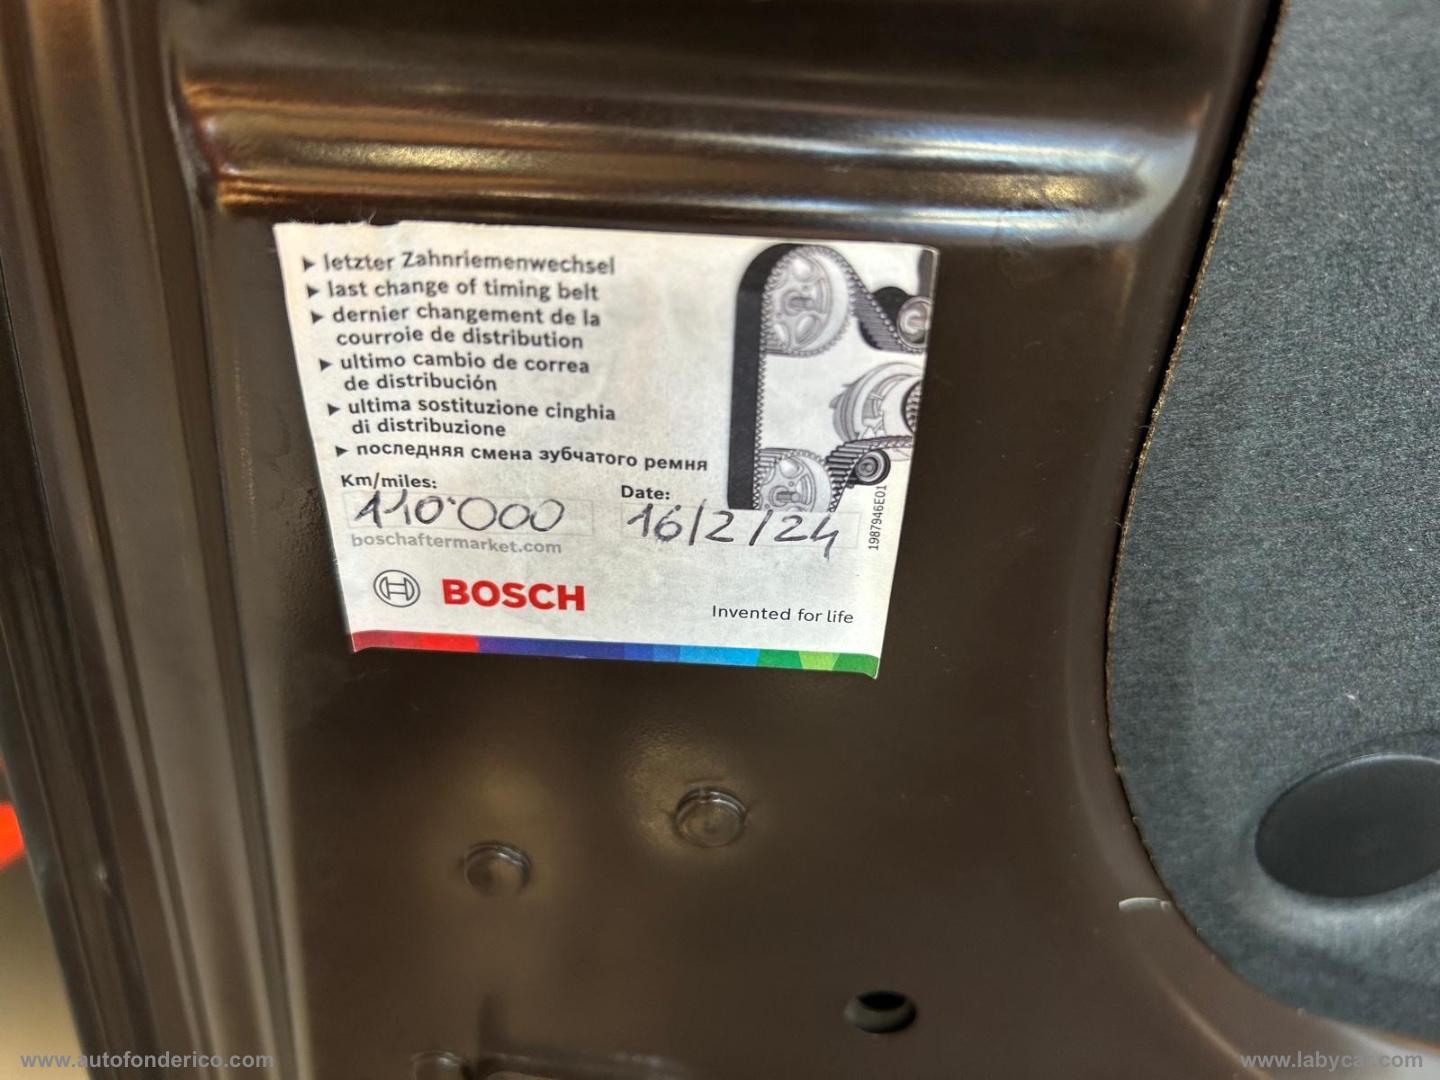 ▸ letzter Zahnriemenwechsel
▸ last change of timing belt
▸ dernier changement de la
courroie de distribution
▸ ultimo cambio de correa
de distribución
▸ ultima sostituzione cinghia
di distribuzione
▸ последняя смена зубчатого ремня
Km/miles:
110'000
Date:
16/2/24
boschaftermarket.com
1987946E01
BOSCH
Invented for life
www.autofonderico.com
www.labycar.com